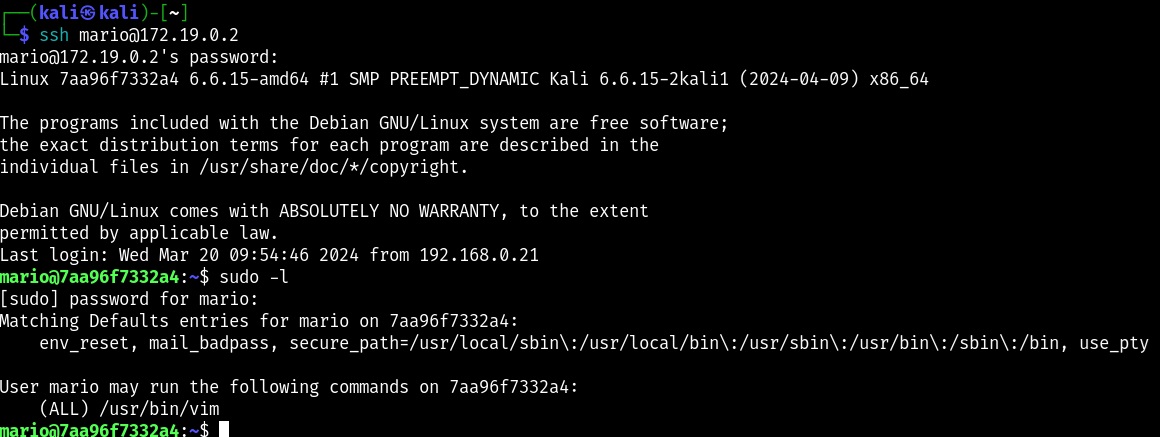 ┌──(kali㉿kali)-[~]
└─$ ssh mario@172.19.0.2
mario@172.19.0.2's password:
Linux 7aa96f7332a4 6.6.15-amd64 #1 SMP PREEMPT_DYNAMIC Kali 6.6.15-2kali1 (2024-04-09) x86_64

The programs included with the Debian GNU/Linux system are free software;
the exact distribution terms for each program are described in the
individual files in /usr/share/doc/*/copyright.

Debian GNU/Linux comes with ABSOLUTELY NO WARRANTY, to the extent
permitted by applicable law.
Last login: Wed Mar 20 09:54:46 2024 from 192.168.0.21
mario@7aa96f7332a4:~$ sudo -l
[sudo] password for mario:
Matching Defaults entries for mario on 7aa96f7332a4:
    env_reset, mail_badpass, secure_path=/usr/local/sbin\:/usr/local/bin\:/usr/sbin\:/usr/bin\:/sbin\:/bin, use_pty

User mario may run the following commands on 7aa96f7332a4:
    (ALL) /usr/bin/vim
mario@7aa96f7332a4:~$